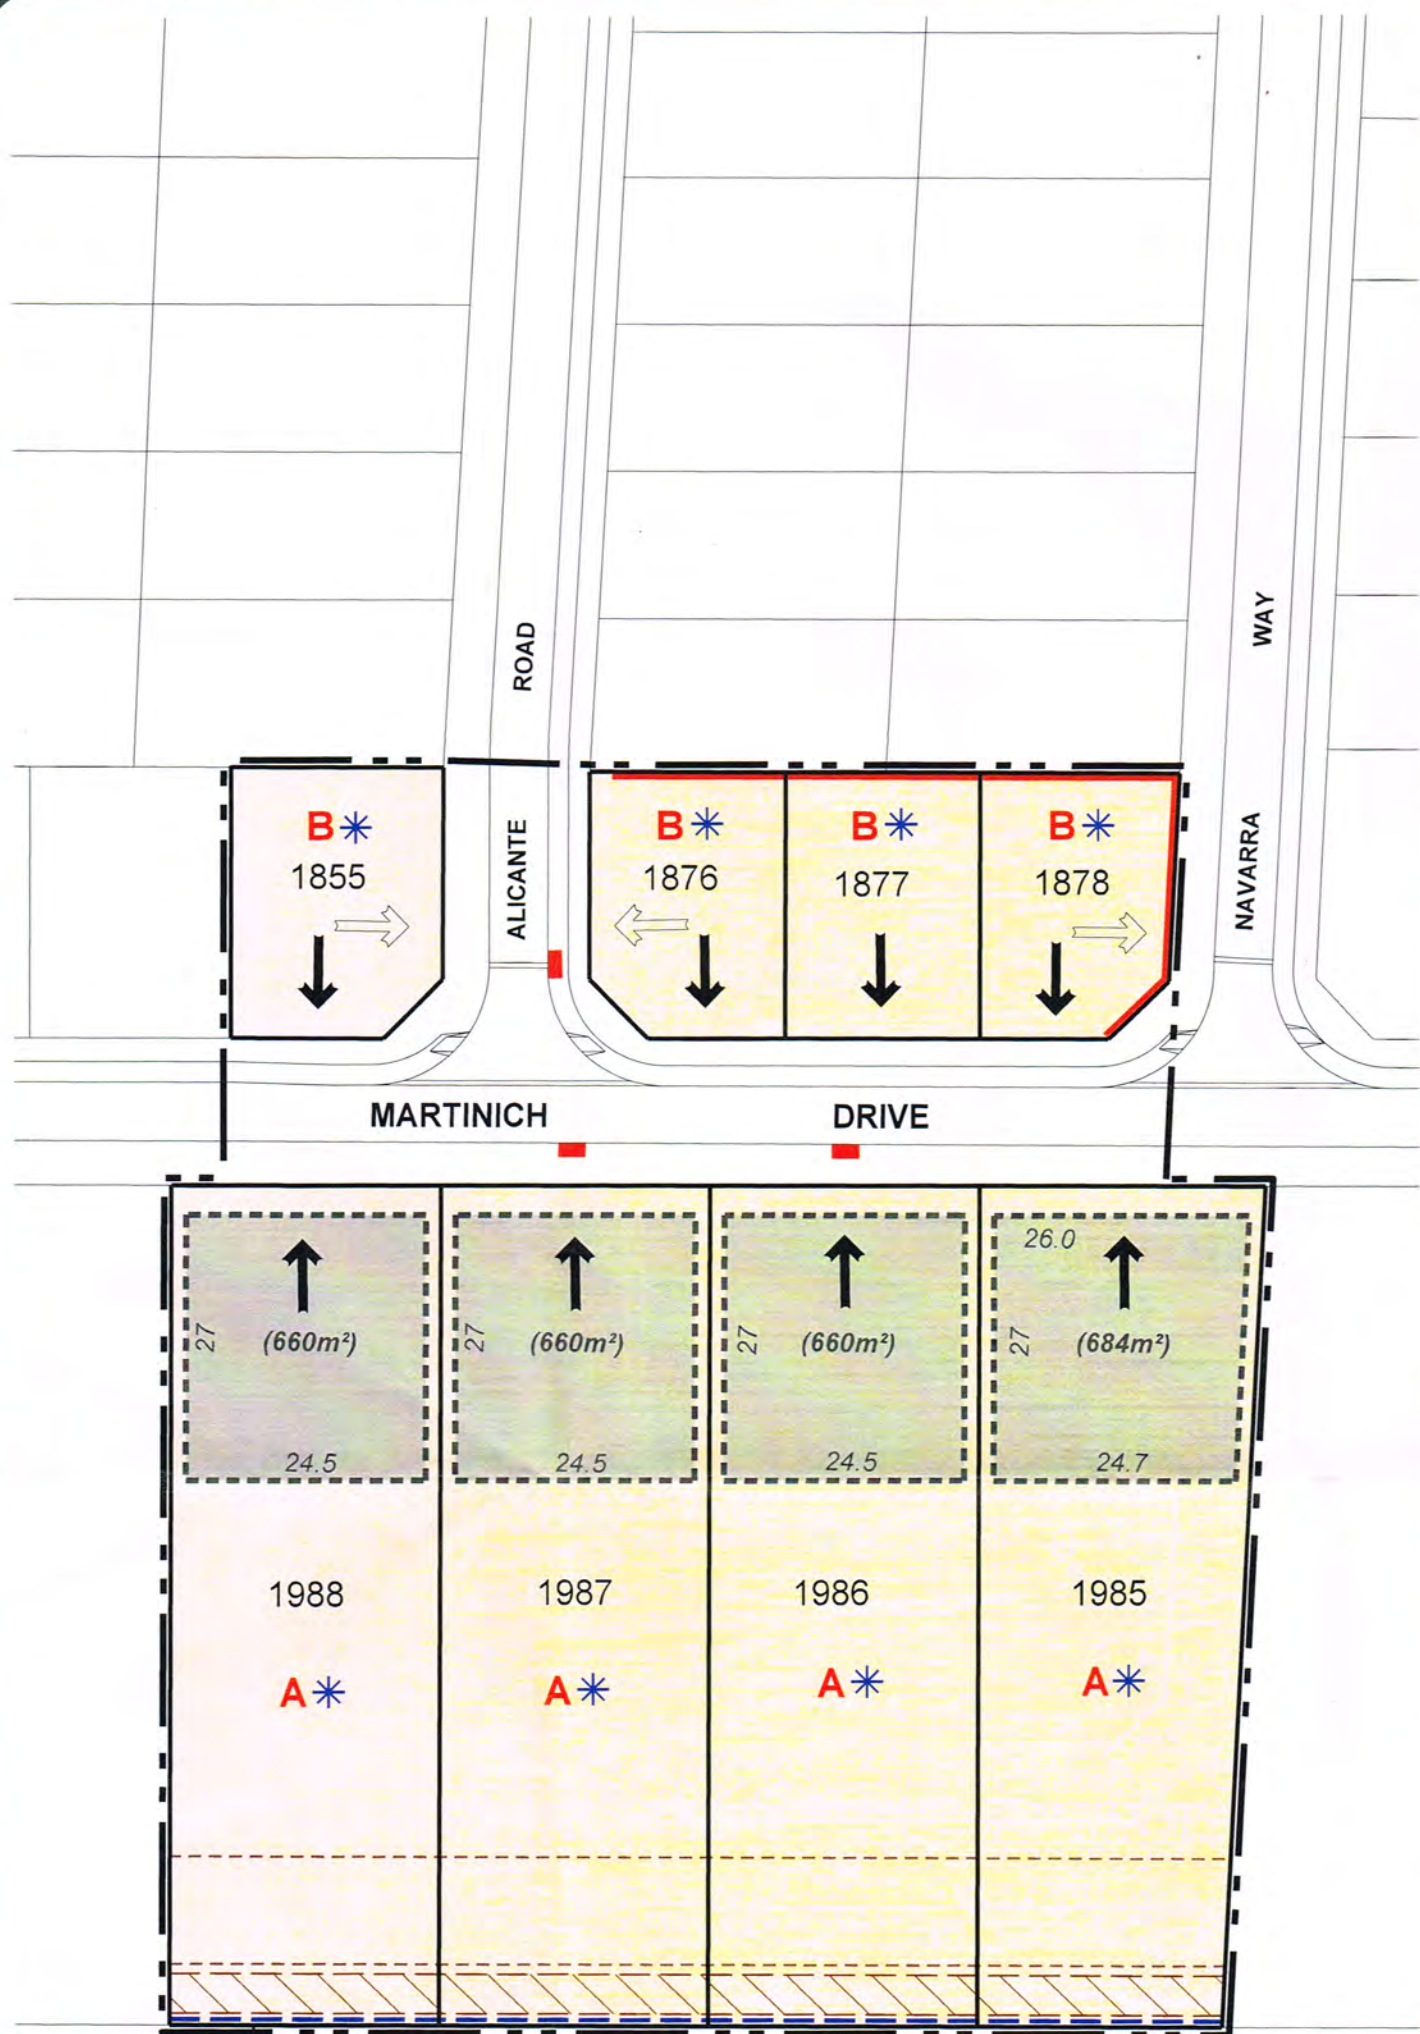 ROAD
WAY
ALICANTE
NAVARRA
B B B B
1855 1876 1877 1878
MARTINICH DRIVE
26.0
27 (660m²) 27 (660m²) 27 (660m²) 27 (684m²)
24.5 24.5 24.5 24.7
1988 1987 1986 1985
A A A A